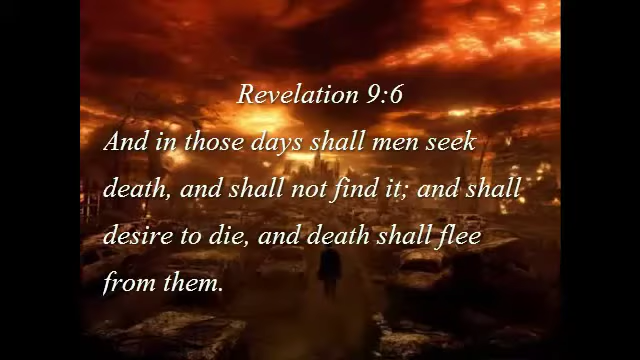 Revelation 9:6
And in those days shall men seek
death, and shall not find it; and shall
desire to die, and death shall flee
from them.